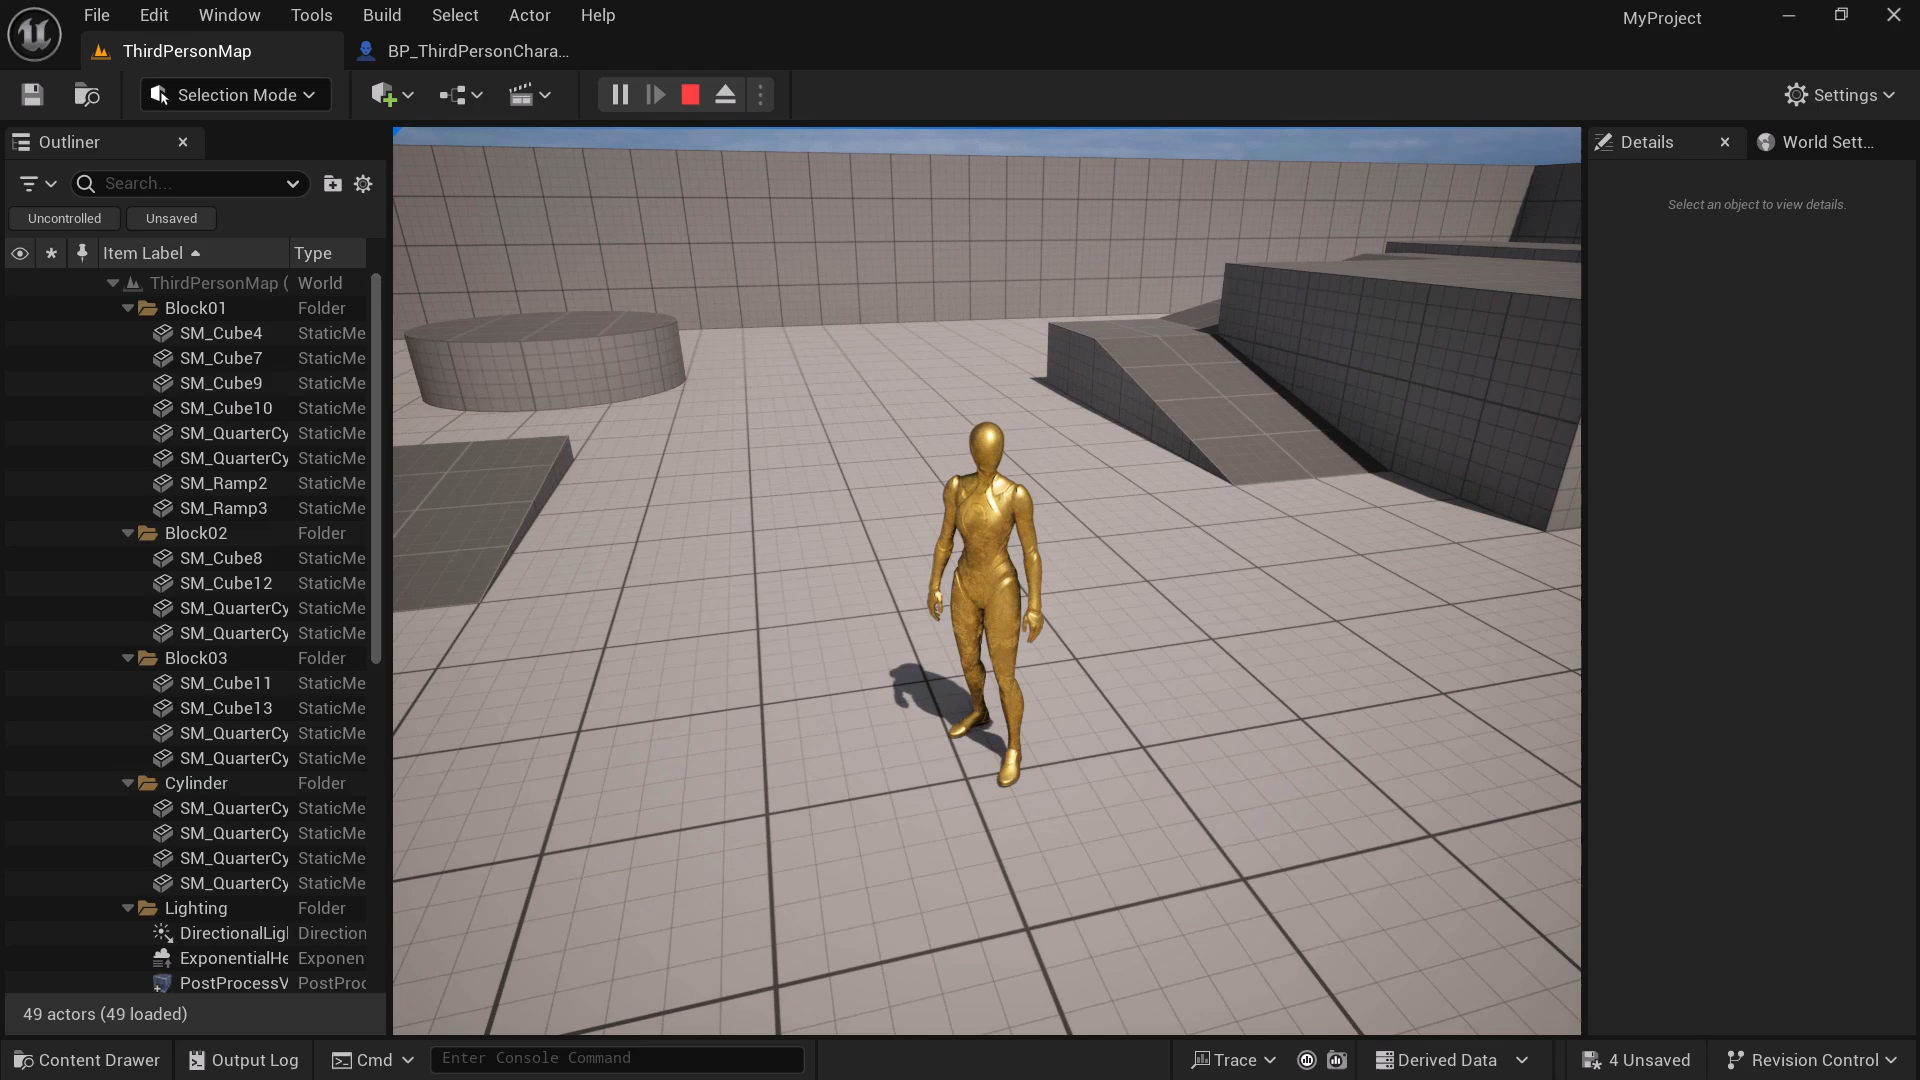 File Edit Window Tools Build Select Actor Help
MyProject
ThirdPersonMap
BP_ThirdPersonChara...
Selection Mode
Settings
Outliner
Details
World Sett...
Search...
Select an object to view details.
Uncontrolled
Unsaved
Item Label Type
ThirdPersonMap ( World
Block01 Folder
SM_Cube4 StaticMe
SM_Cube7 StaticMe
SM_Cube9 StaticMe
SM_Cube10 StaticMe
SM_QuarterCy StaticMe
SM_QuarterCy StaticMe
SM_Ramp2 StaticMe
SM_Ramp3 StaticMe
Block02 Folder
SM_Cube8 StaticMe
SM_Cube12 StaticMe
SM_QuarterCy StaticMe
SM_QuarterCy StaticMe
Block03 Folder
SM_Cube11 StaticMe
SM_Cube13 StaticMe
SM_QuarterCy StaticMe
SM_QuarterCy StaticMe
Cylinder Folder
SM_QuarterCy StaticMe
SM_QuarterCy StaticMe
SM_QuarterCy StaticMe
SM_QuarterCy StaticMe
Lighting Folder
DirectionalLigl Direction
ExponentialHe Exponen
PostProcessV PostProc
49 actors (49 loaded)
Content Drawer
Output Log
Cmd
Enter Console Command
Trace
Derived Data
4 Unsaved
Revision Control